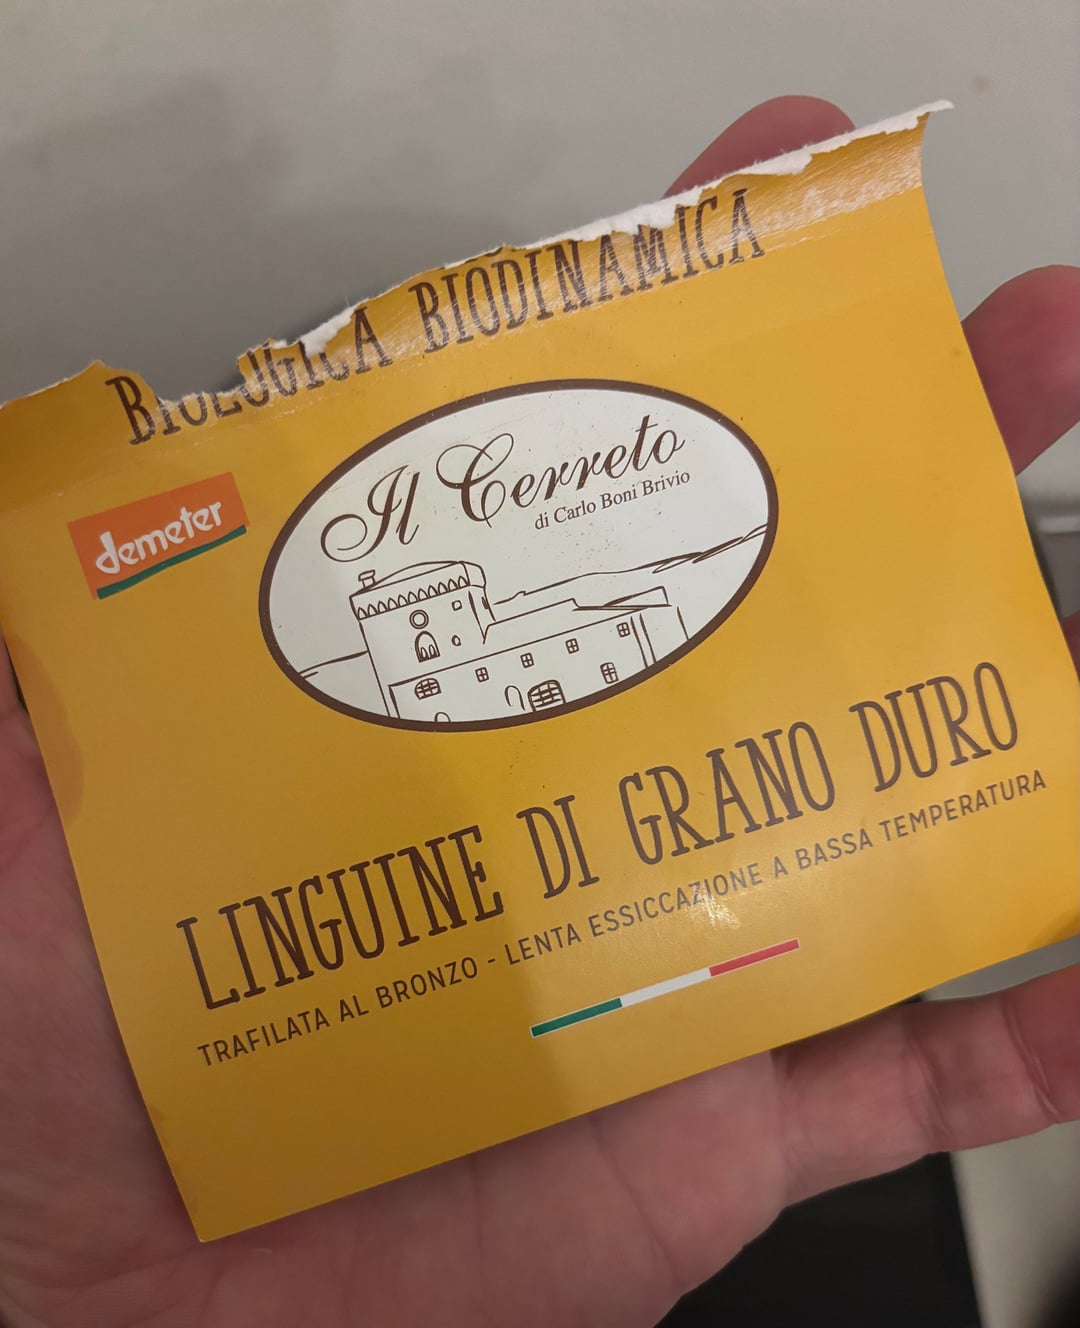 BIOLOGICA BIODINAMICA
demeter
Il Cerreto
di Carlo Boni Brivio
LINGUINE DI GRANO DURO
TRAFILATA AL BRONZO - LENTA ESSICCAZIONE A BASSA TEMPERATURA